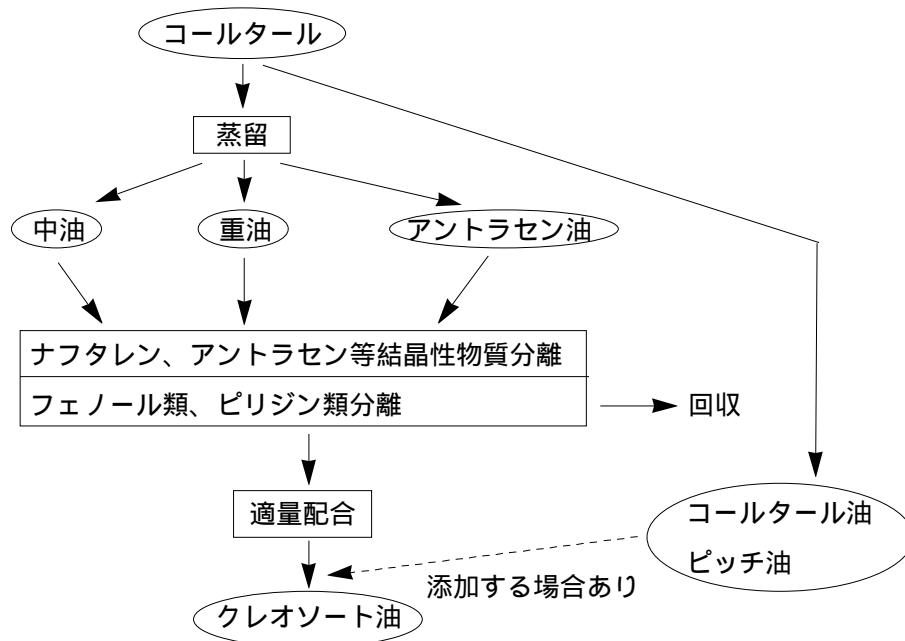 コールタール
蒸留
中油
重油
アントラセン油
ナフタレン、アントラセン等結晶性物質分離
フェノール類、ピリジン類分離
回収
適量配合
コールタール油
ピッチ油
添加する場合あり
クレオソート油